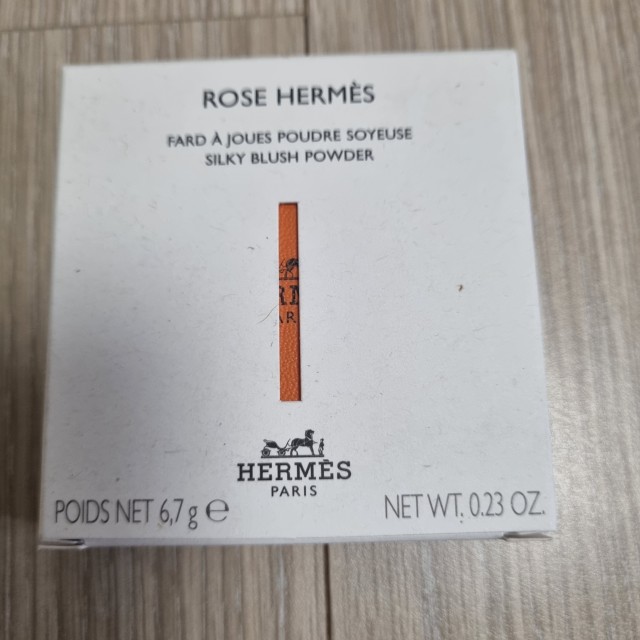 ROSE HERMÈS
FARD À JOUES POUDRE SOYEUSE
SILKY BLUSH POWDER
HERMÈS
PARIS
POIDS NET 6,7 g ℮
NET WT. 0.23 OZ.